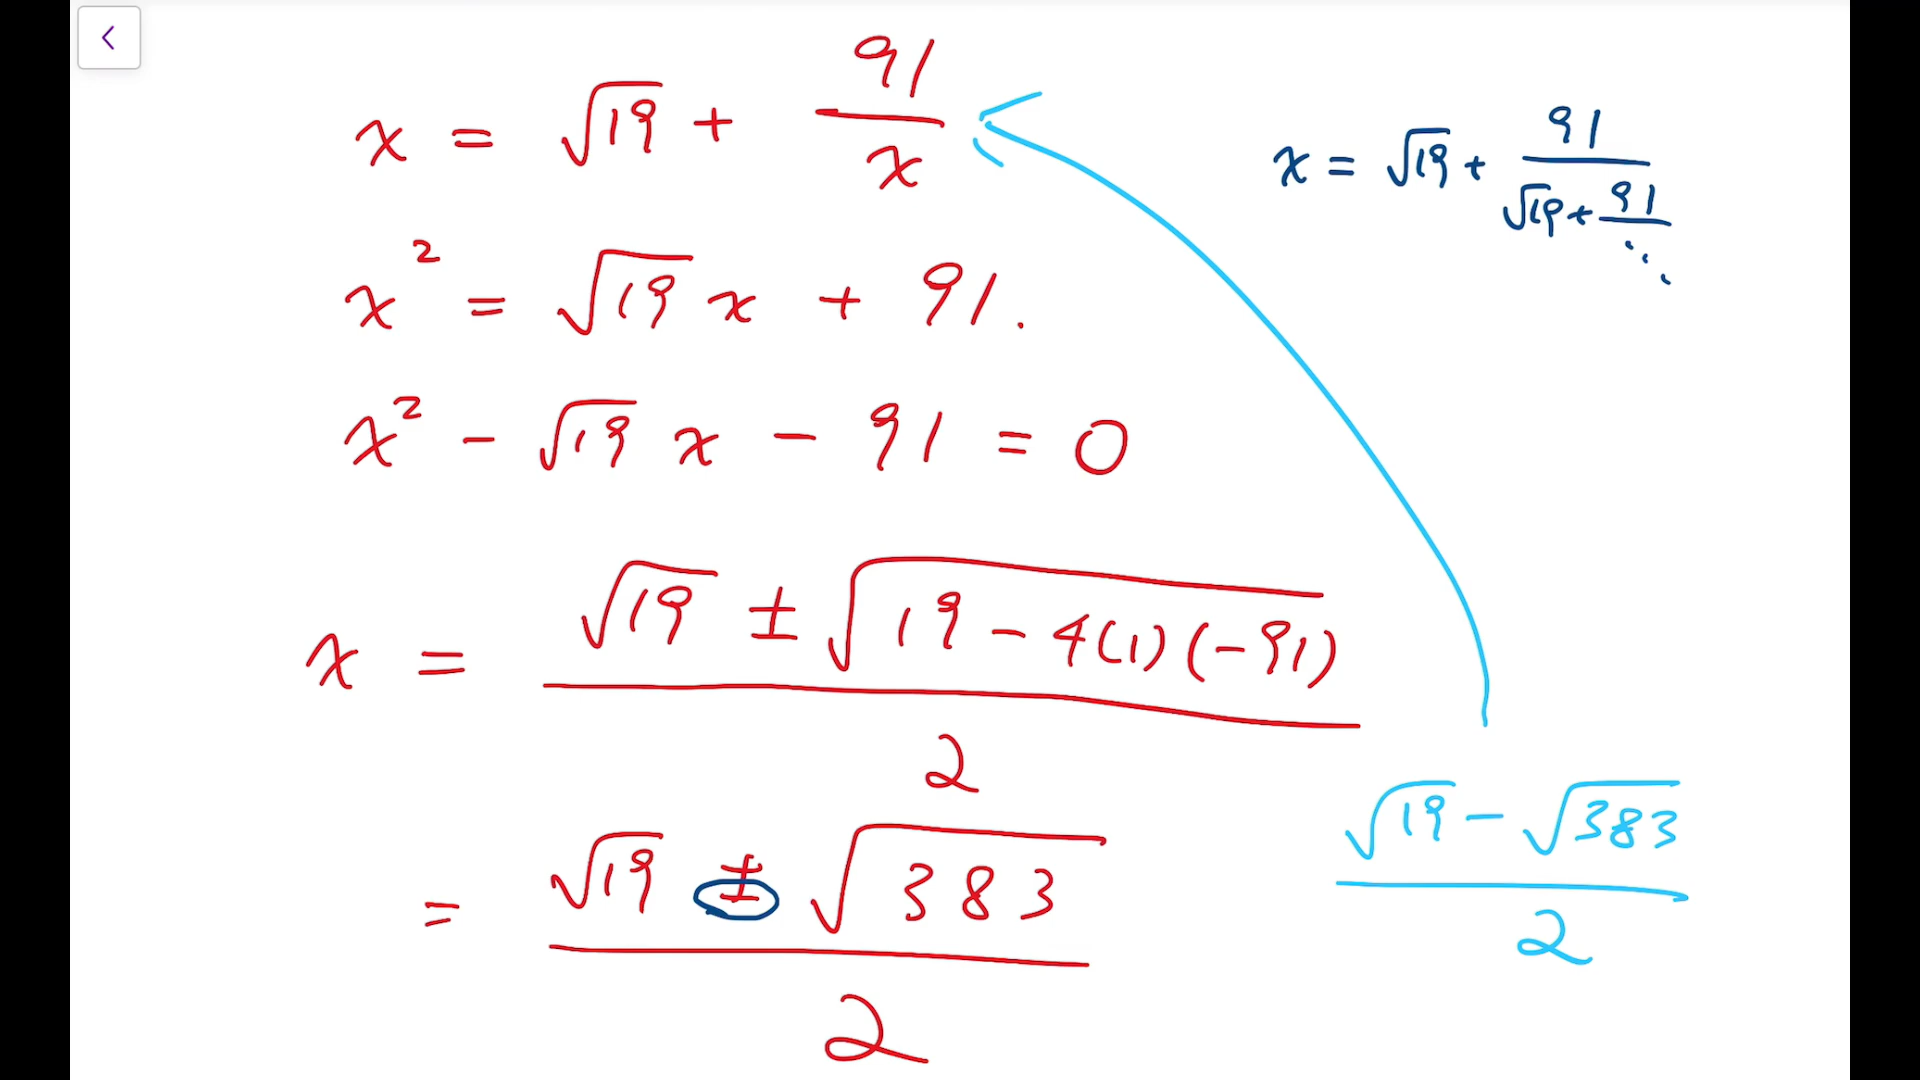 x = √19 + 91/x
x = √19 + 91/(√19 + 91/⋱)
x² = √19 x + 91.
x² - √19 x - 91 = 0
x = (√19 ± √(19 - 4(1)(-91)))/2
= (√19 ± √383)/2
(√19 - √383)/2